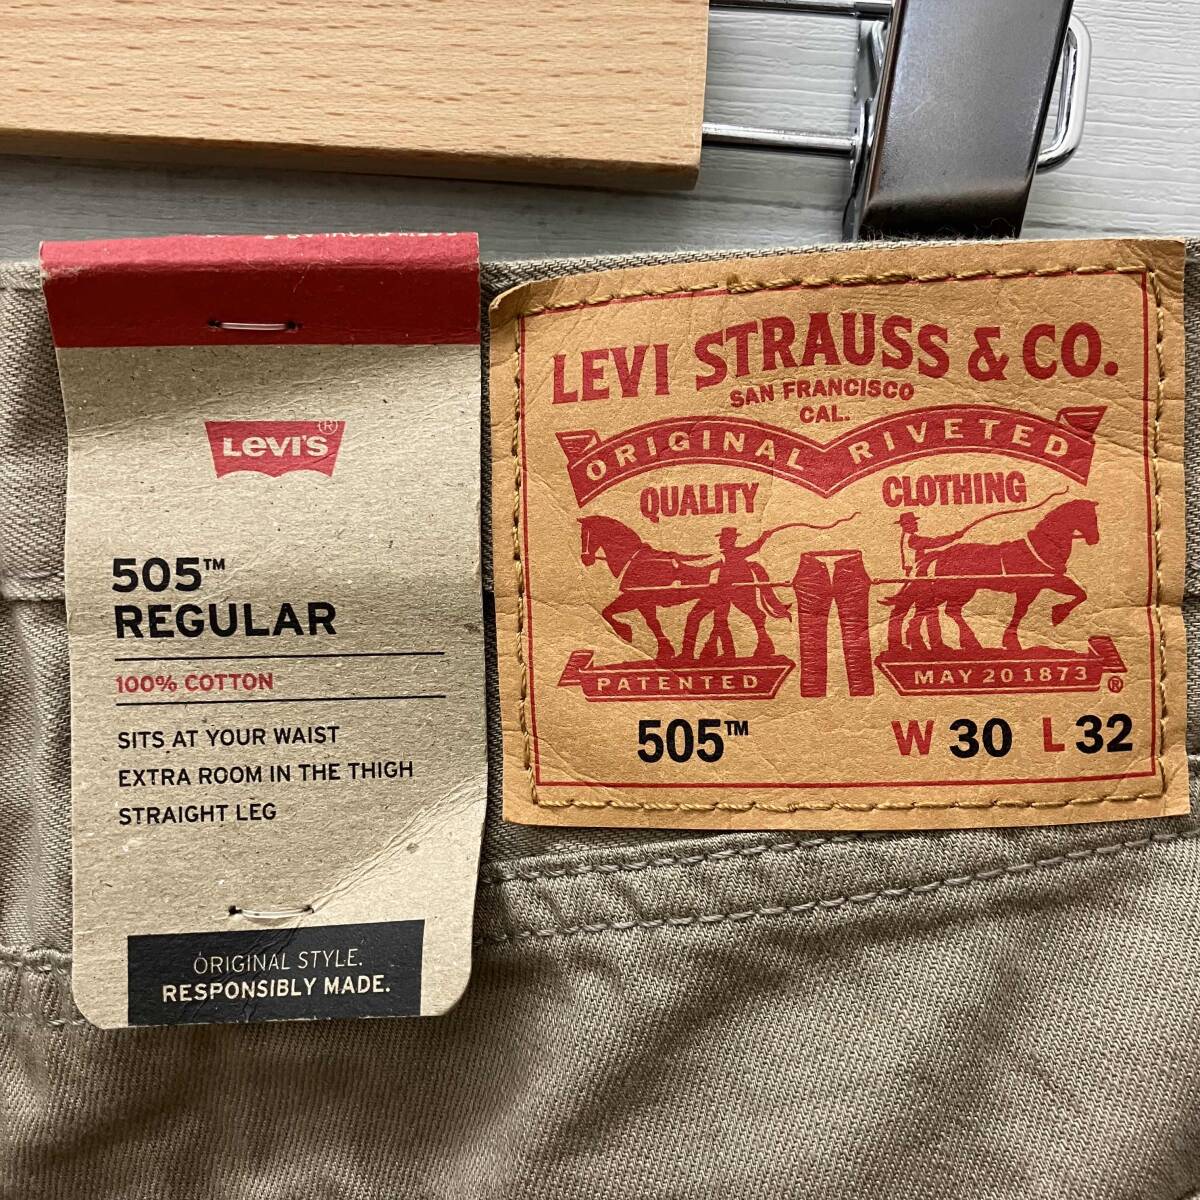 LEVI'S®
505™
REGULAR
100% COTTON
SITS AT YOUR WAIST
EXTRA ROOM IN THE THIGH
STRAIGHT LEG
ORIGINAL STYLE.
RESPONSIBLY MADE.
LEVI STRAUSS & CO.
SAN FRANCISCO
CAL.
ORIGINAL RIVETED
QUALITY CLOTHING
PATENTED MAY 20 1873 ®
505™ W 30 L 32